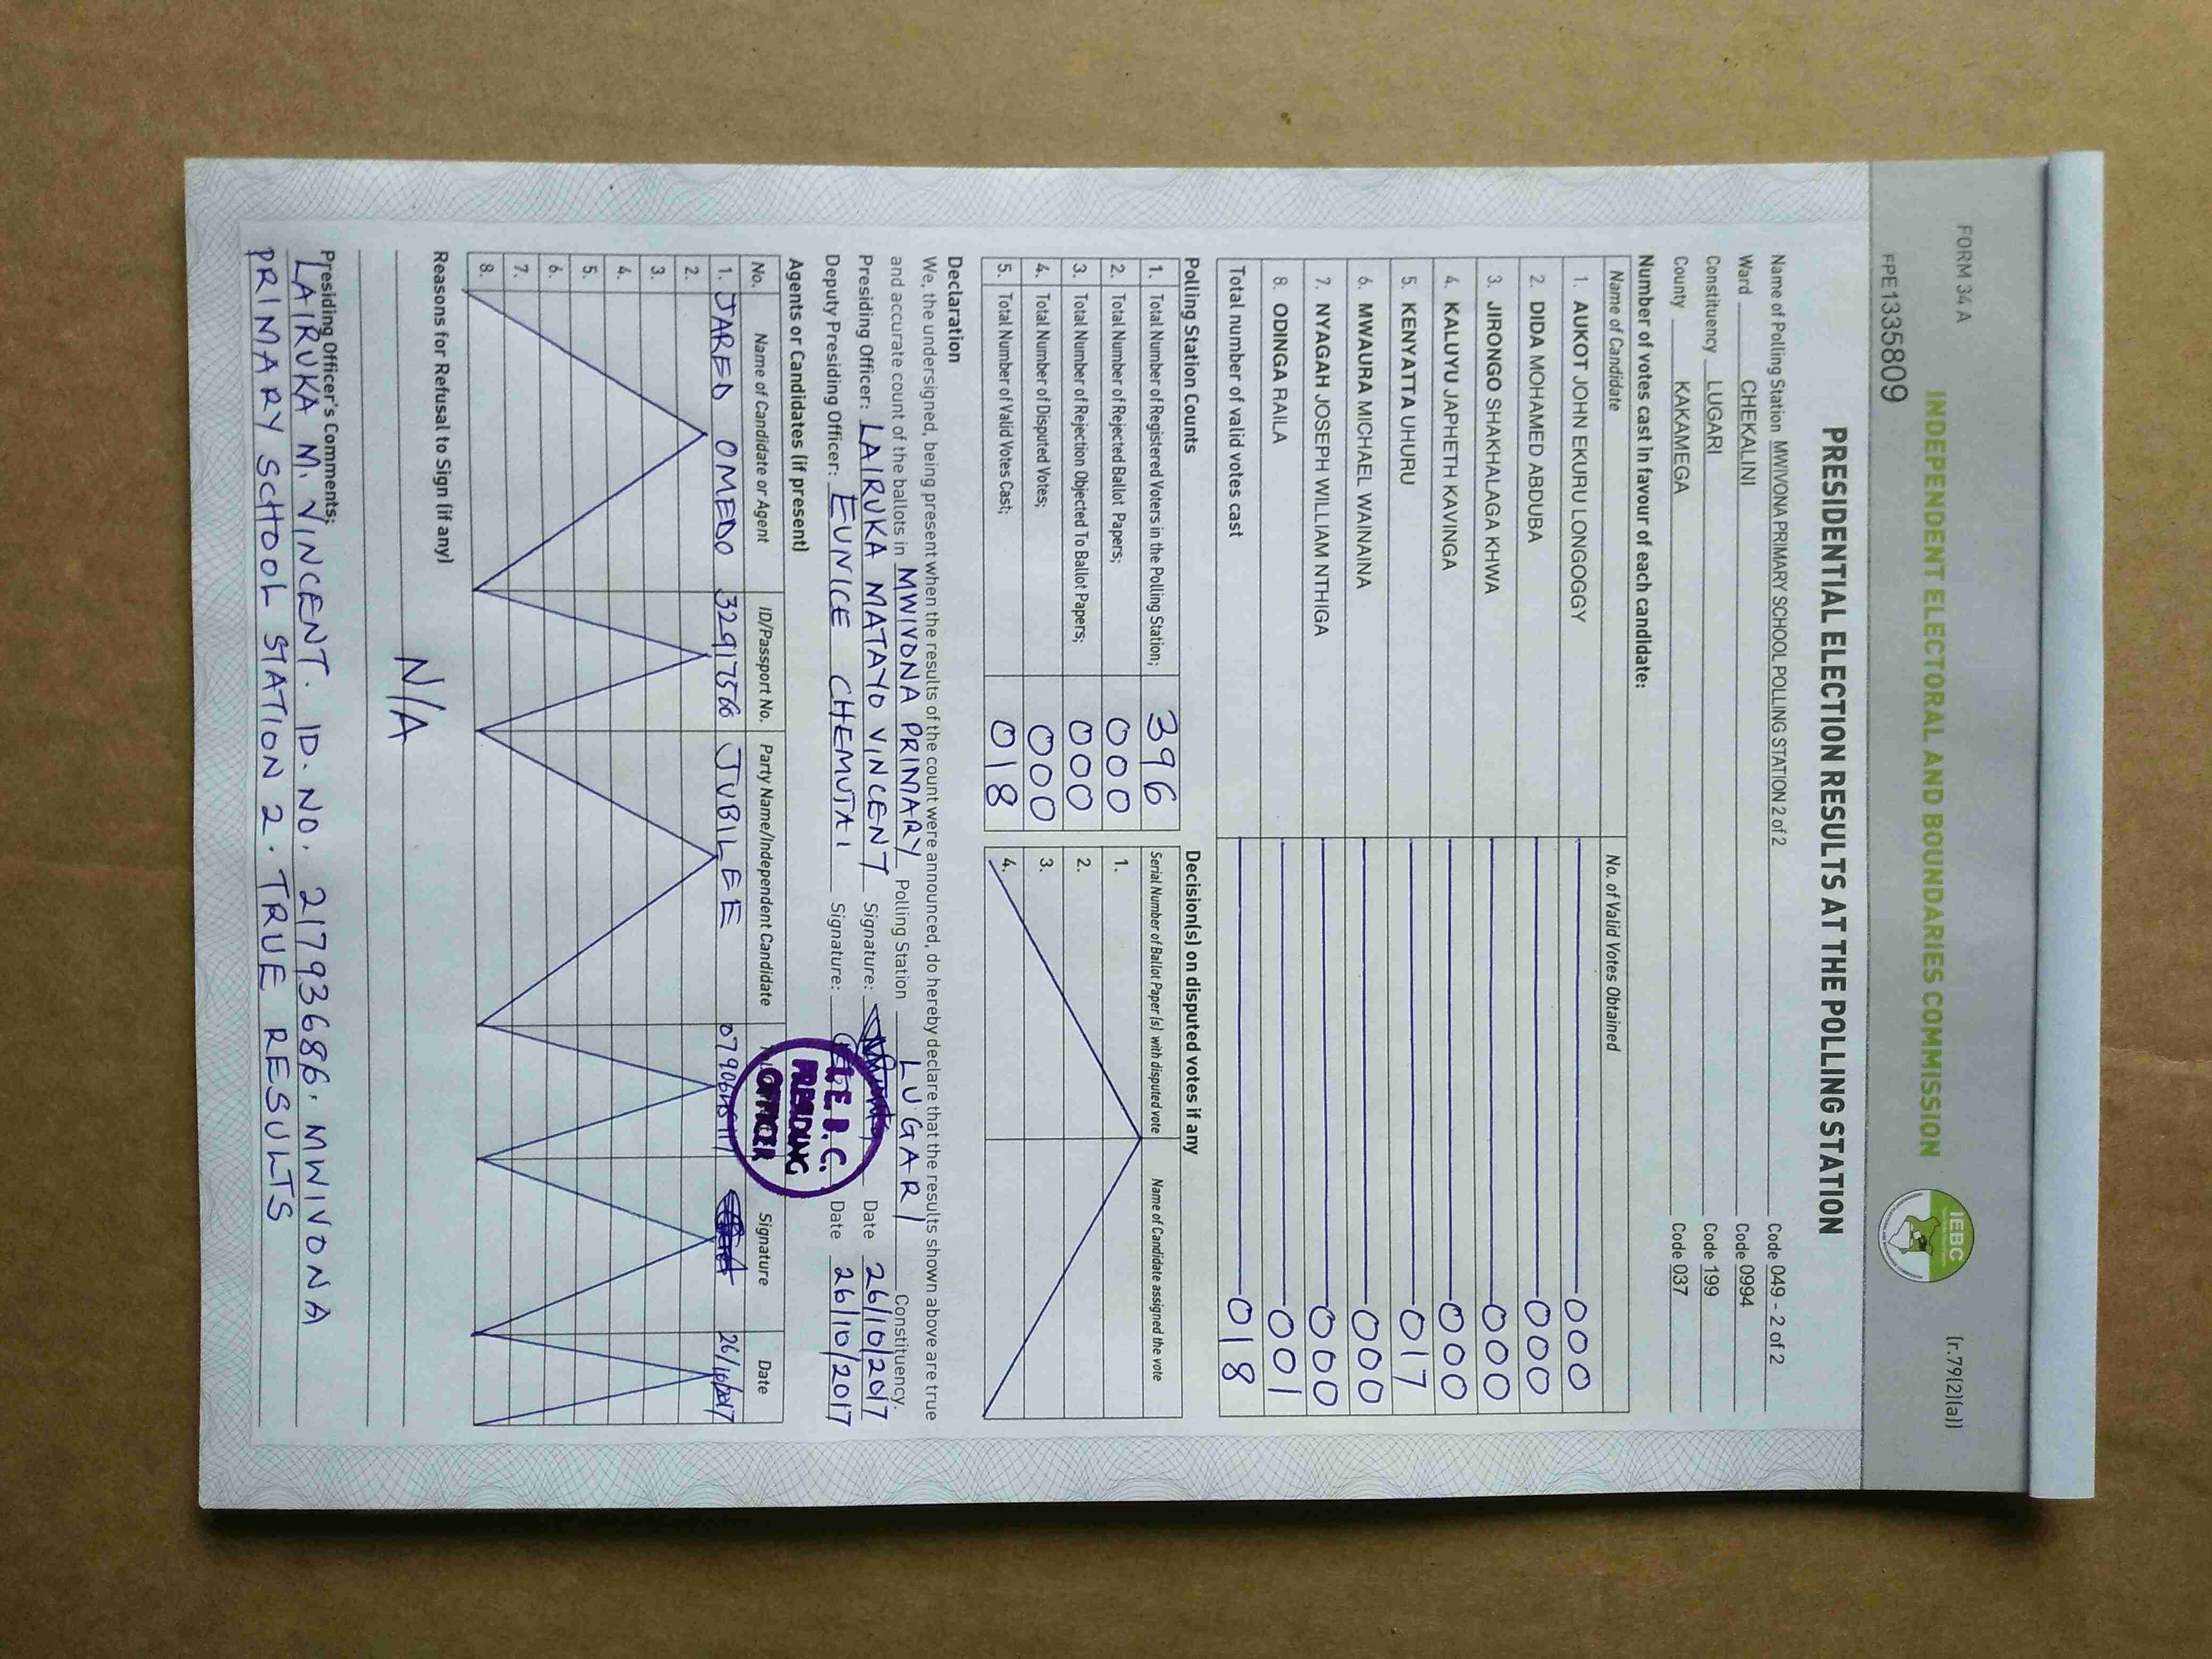 FORM 34 A
(r.79(2)(a))
INDEPENDENT ELECTORAL AND BOUNDARIES COMMISSION
IEBC
FPE1335809
PRESIDENTIAL ELECTION RESULTS AT THE POLLING STATION
Name of Polling Station MWIVONA PRIMARY SCHOOL POLLING STATION 2 of 2 Code 049 - 2 of 2
Ward CHEKALINI Code 0994
Constituency LUGARI Code 199
County KAKAMEGA Code 037
Number of votes cast in favour of each candidate:
Name of Candidate No. of Valid Votes Obtained
1. AUKOT JOHN EKURU LONGOGGY 000
2. DIDA MOHAMED ABDUBA 000
3. JIRONGO SHAKHALAGA KHWA 000
4. KALUYU JAPHETH KAVINGA 000
5. KENYATTA UHURU 017
6. MWAURA MICHAEL WAINAINA 000
7. NYAGAH JOSEPH WILLIAM NTHIGA 000
8. ODINGA RAILA 001
Total number of valid votes cast 018
Polling Station Counts
1. Total Number of Registered Voters in the Polling Station; 396
2. Total Number of Rejected Ballot Papers; 000
3. Total Number of Rejection Objected To Ballot Papers; 000
4. Total Number of Disputed Votes; 000
5. Total Number of Valid Votes Cast; 018
Decision(s) on disputed votes if any
Serial Number of Ballot Paper (s) with disputed vote Name of Candidate assigned the vote
1.
2.
3.
4.
Declaration
We, the undersigned, being present when the results of the count were announced, do hereby declare that the results shown above are true
and accurate count of the ballots in MWIVONA PRIMARY Polling Station LUGARI Constituency.
Presiding Officer: LAIRUKA MATAYO VINCENT Signature: Date 26/10/2017
Deputy Presiding Officer: EUNICE CHEMUTAI Signature: Date 26/10/2017
I.E.B.C.
PRESIDING
OFFICER
Agents or Candidates (if present)
No. Name of Candidate or Agent ID/Passport No. Party Name/Independent Candidate Signature Date
1. JARED OMEDO 32917566 JUBILEE 26/10/2017
2.
3.
4.
5.
6.
7.
8.
Reasons for Refusal to Sign (if any)
N/A
Presiding Officer's Comments;
LAIRUKA M. VINCENT. ID. NO. 21793686. MWIVONA
PRIMARY SCHOOL STATION 2. TRUE RESULTS